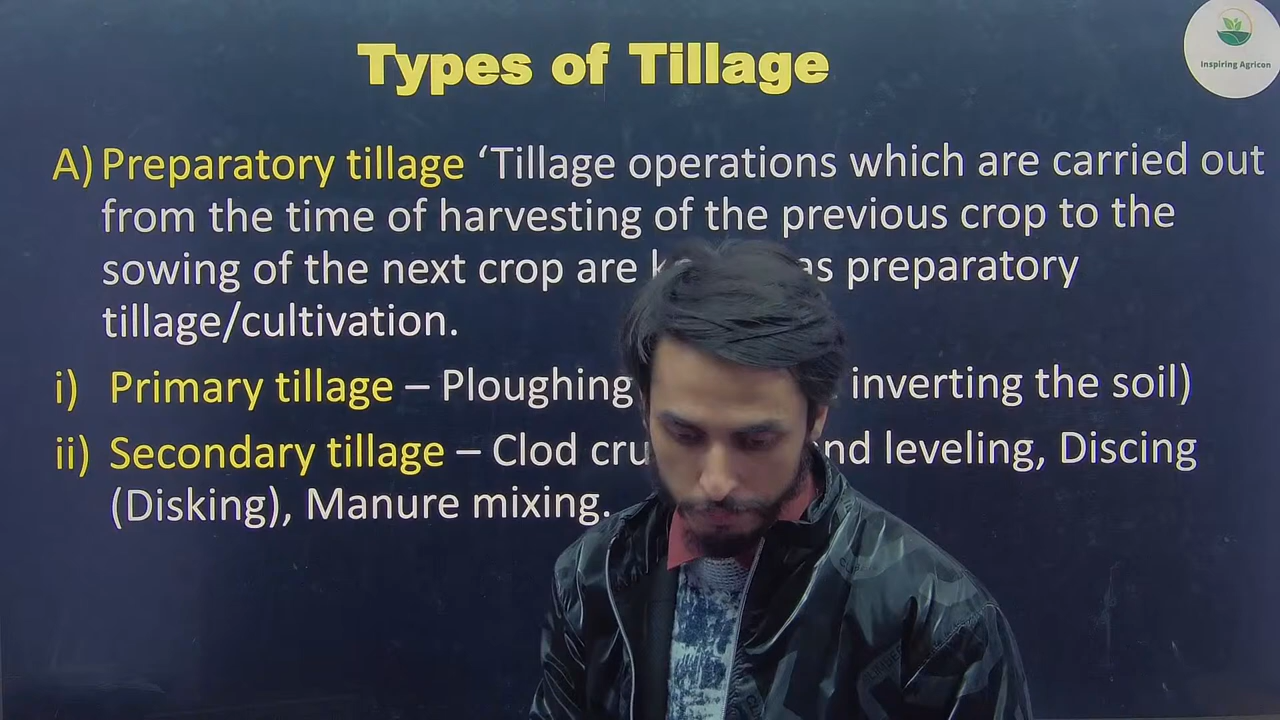 Types of Tillage
Inspiring Agricon
A) Preparatory tillage ‘Tillage operations which are carried out
from the time of harvesting of the previous crop to the
sowing of the next crop are as preparatory
tillage/cultivation.
i) Primary tillage – Ploughing inverting the soil)
ii) Secondary tillage – Clod leveling, Discing
(Disking), Manure mixing.